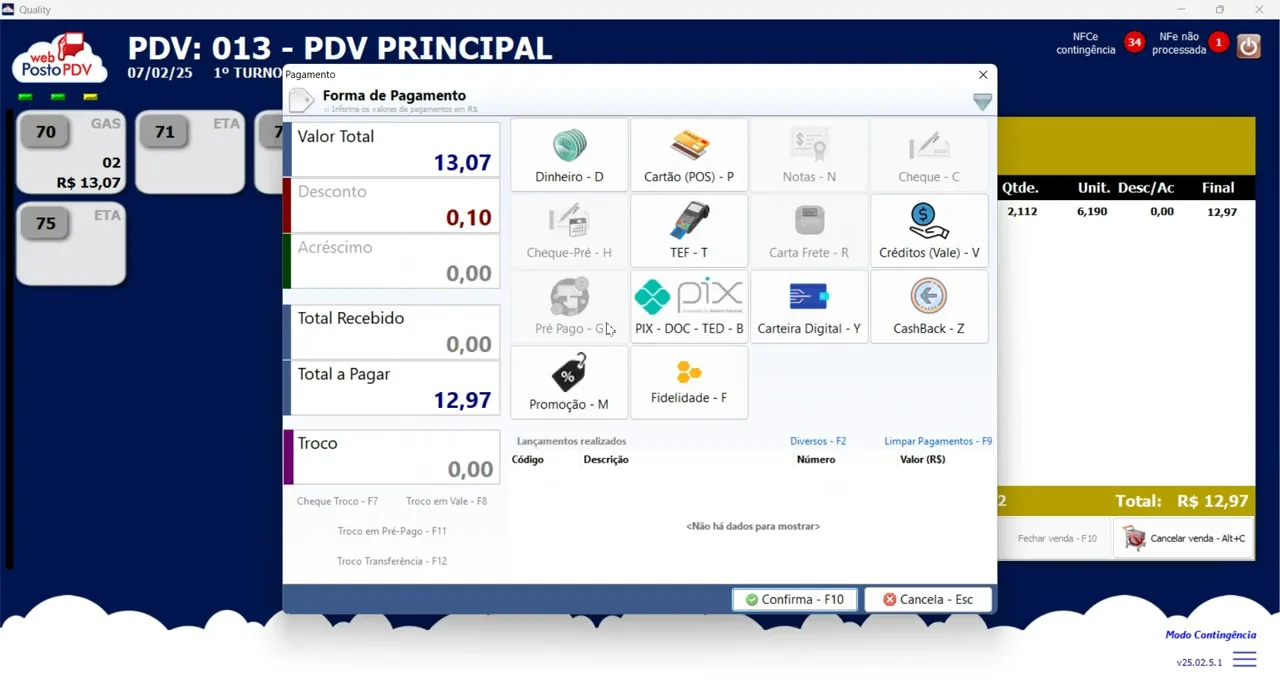 Quality
web
PostoPDV
PDV: 013 - PDV PRINCIPAL
07/02/25 1º TURNO
NFCe
contingência
34
NFe não
processada
1
70 GAS
02
R$ 13,07
71 ETA
7
75 ETA
Pagamento
Forma de Pagamento
:: Informe os valores de pagamentos em R$
Valor Total
13,07
Desconto
0,10
Acréscimo
0,00
Total Recebido
0,00
Total a Pagar
12,97
Troco
0,00
Cheque Troco - F7 Troco em Vale - F8
Troco em Pré-Pago - F11
Troco Transferência - F12
Dinheiro - D
Cartão (POS) - P
Notas - N
Cheque - C
Cheque-Pré - H
TEF - T
Carta Frete - R
Créditos (Vale) - V
Pré Pago - G
pix
PIX - DOC - TED - B
Carteira Digital - Y
CashBack - Z
Promoção - M
Fidelidade - F
Lançamentos realizados Diversos - F2 Limpar Pagamentos - F9
Código Descrição Número Valor (R$)
<Não há dados para mostrar>
Confirma - F10
Cancela - Esc
Qtde. Unit. Desc/Ac Final
2,112 6,190 0,00 12,97
2 Total: R$ 12,97
Fechar venda - F10
Cancelar venda - Alt+C
Modo Contingência
v25.02.5.1